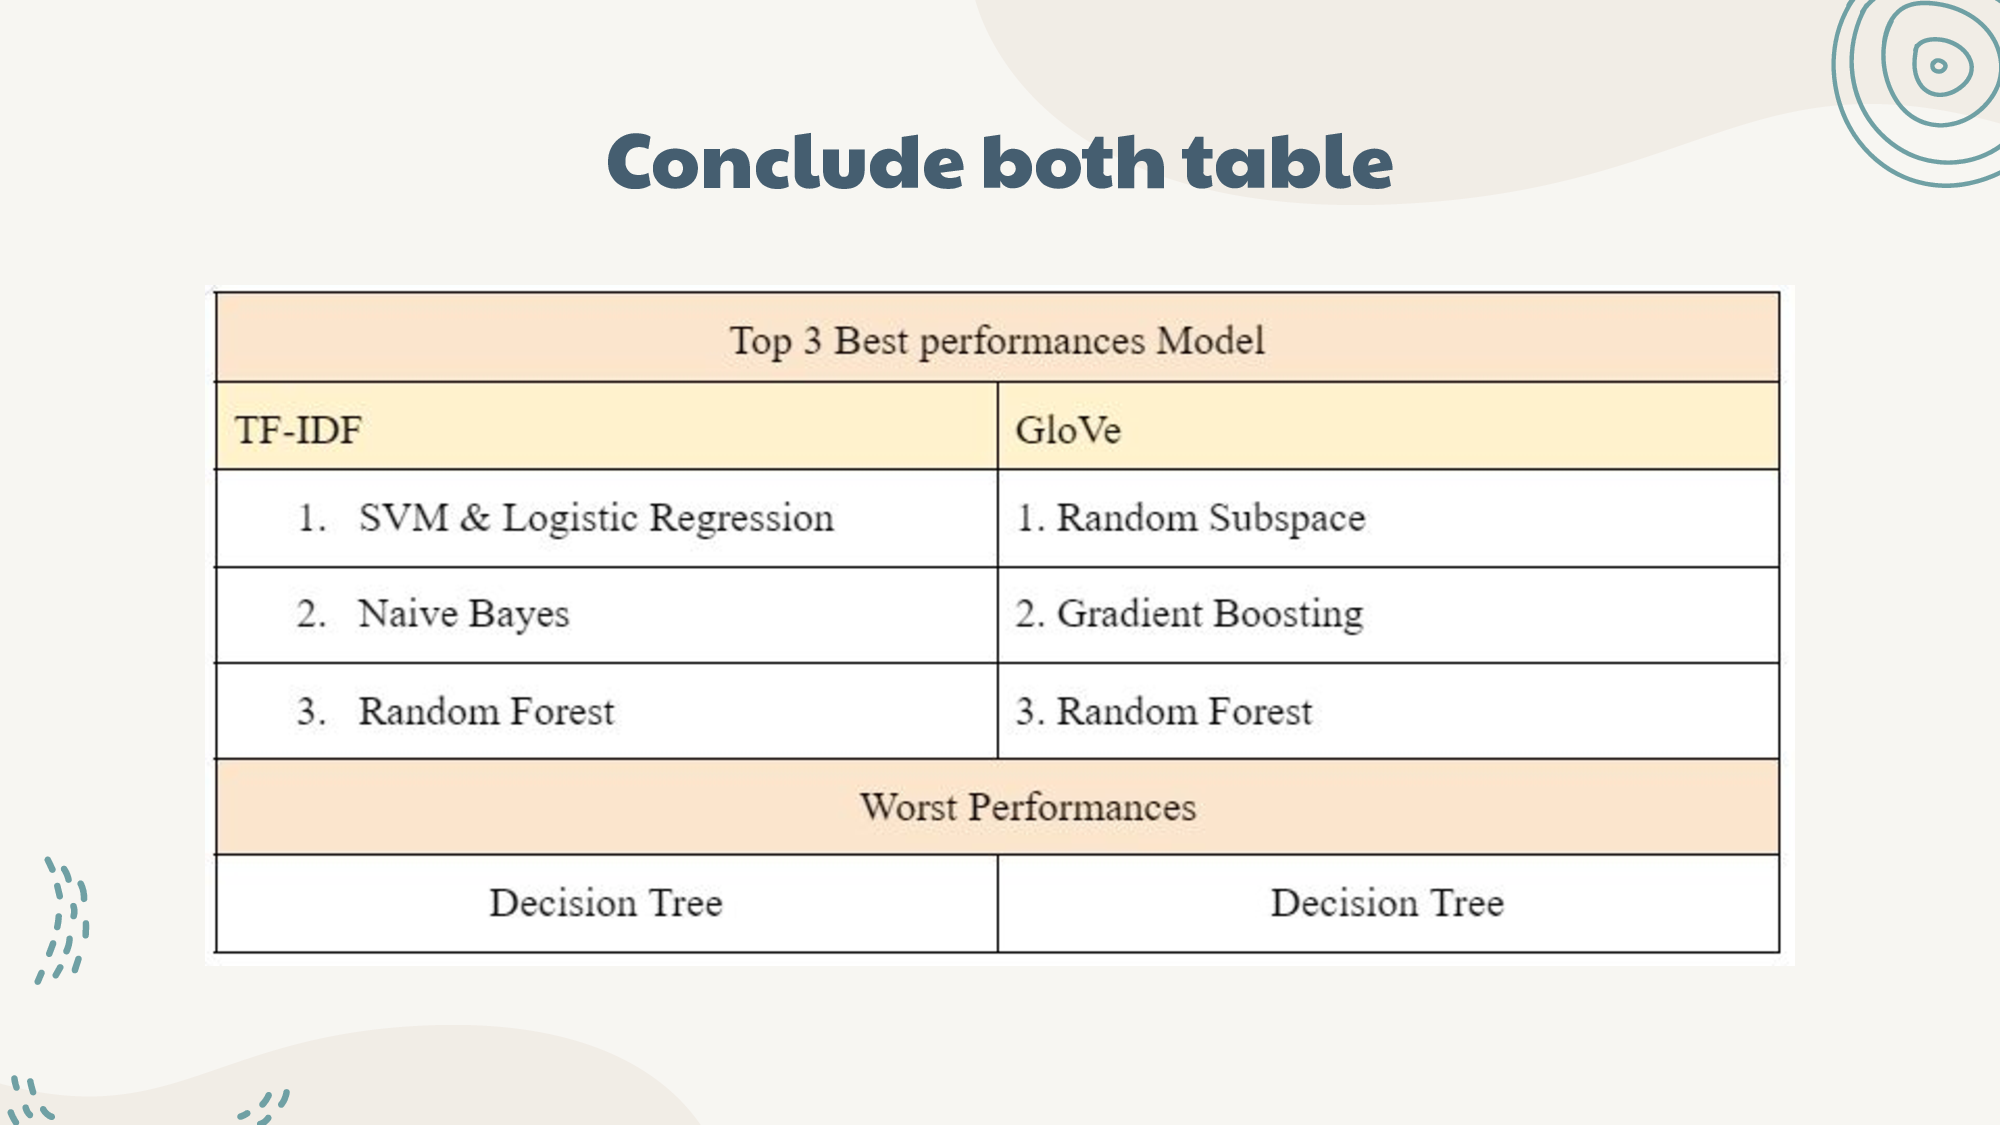 Conclude both table
Top 3 Best performances Model
TF-IDF
GloVe
1. SVM & Logistic Regression
1. Random Subspace
2. Naive Bayes
2. Gradient Boosting
3. Random Forest
3. Random Forest
Worst Performances
Decision Tree
Decision Tree